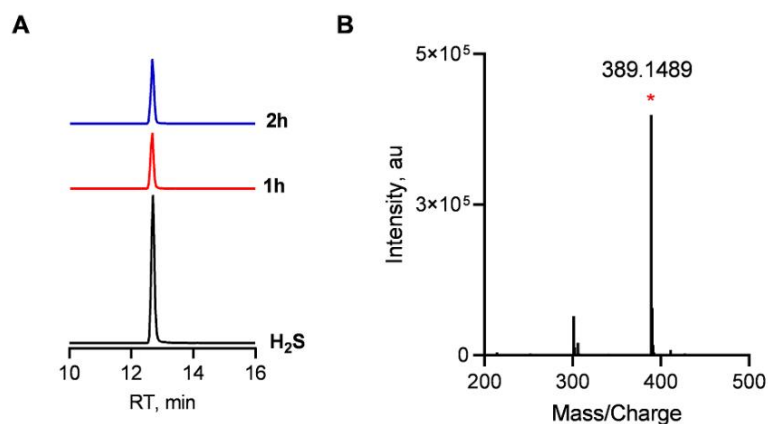 A
2h
1h
H₂S
10 12 14 16
RT, min
B
5×10⁵
389.1489
*
3×10⁵
0
200 300 400 500
Intensity, au
Mass/Charge